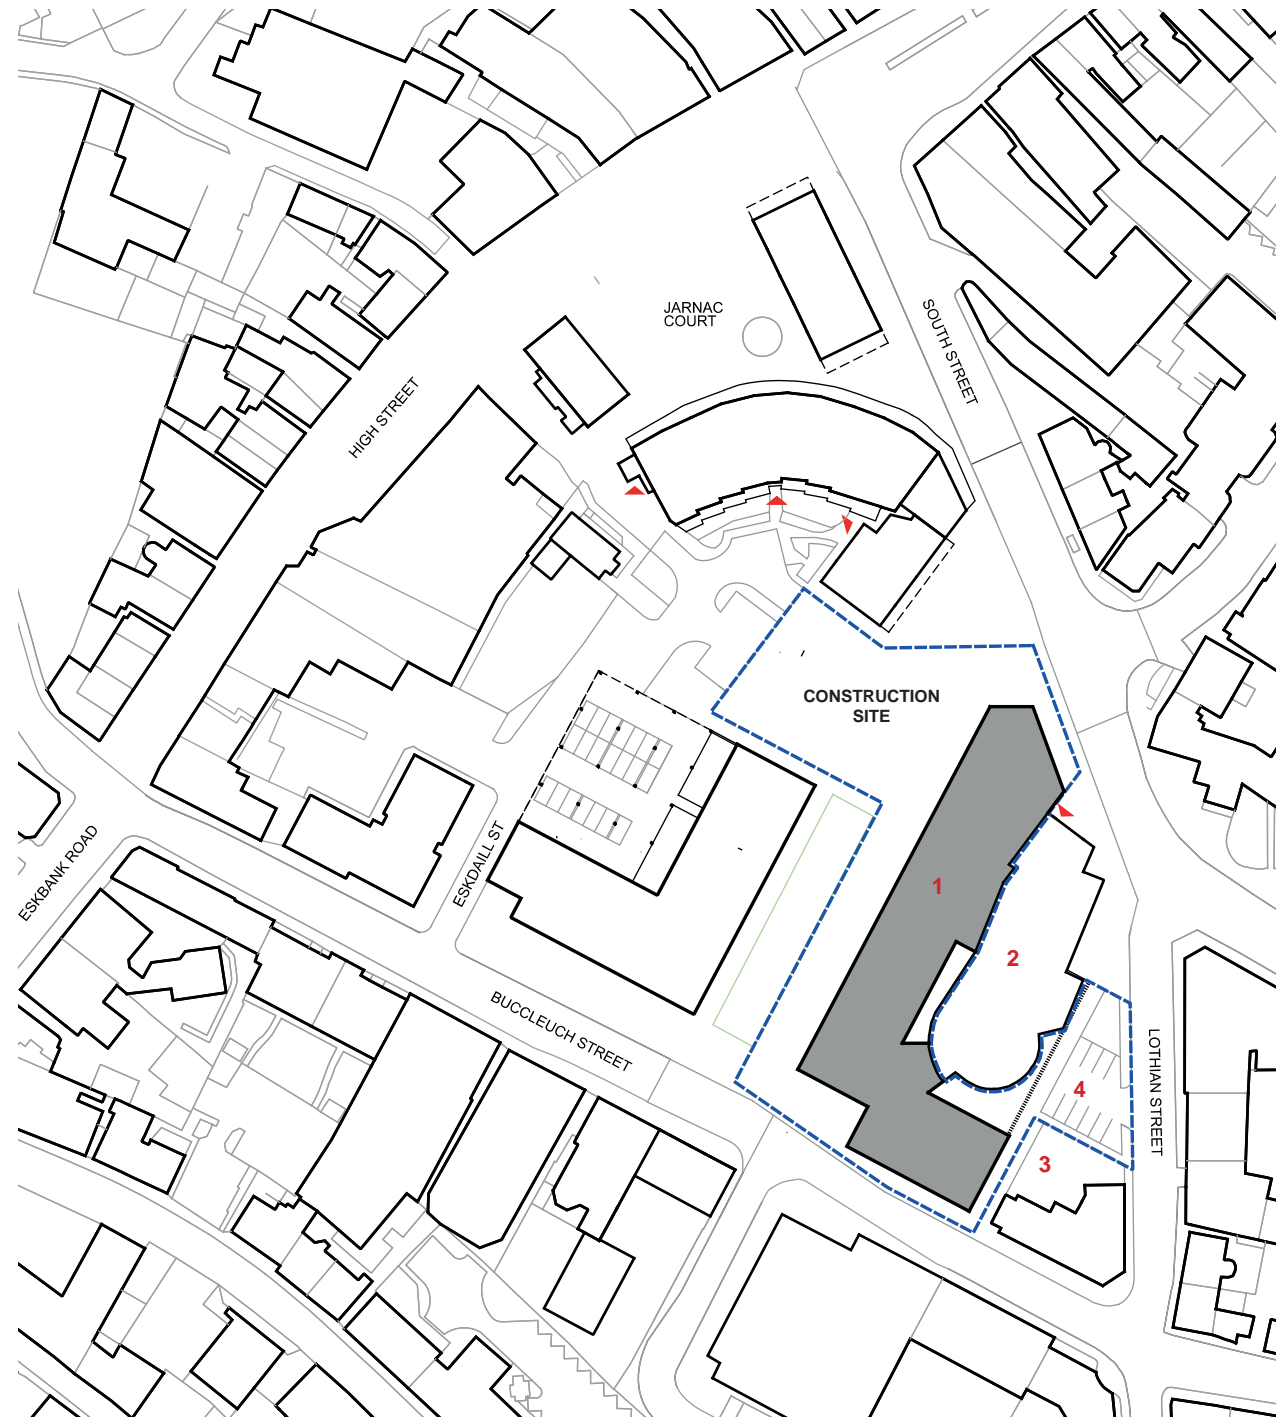 JARNAC
COURT
SOUTH STREET
HIGH STREET
CONSTRUCTION
SITE
ESKBANK ROAD
ESKDAILL ST
1
2
BUCCLEUCH STREET
LOTHIAN STREET
4
3